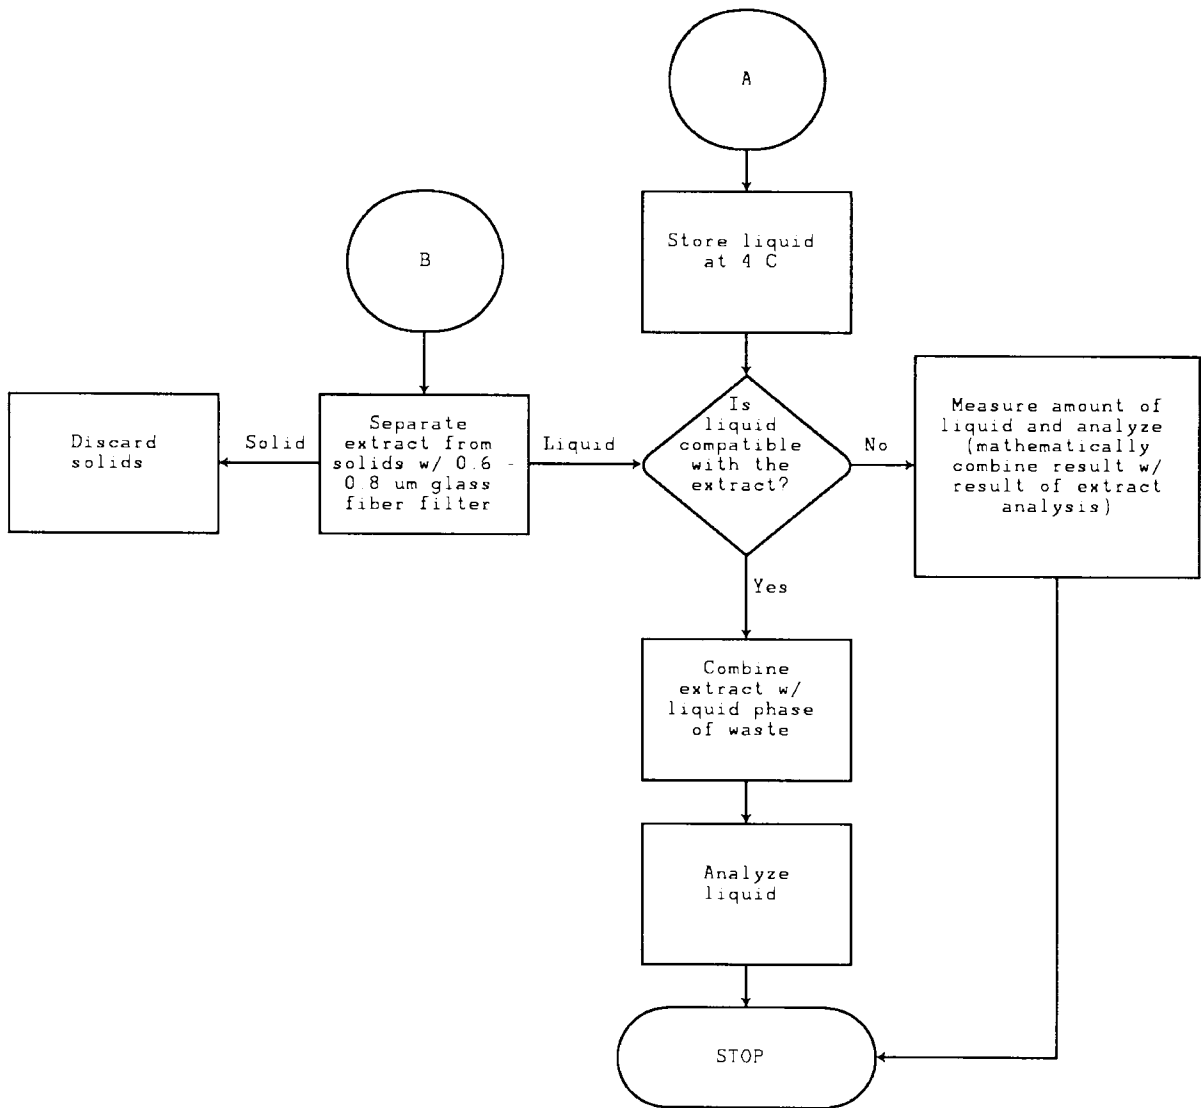 A
Store liquid
at 4 C
B
Discard
solids
Solid
Separate
extract from
solids w/ 0.6 -
0.8 um glass
fiber filter
Liquid
Is
liquid
compatible
with the
extract?
No
Measure amount of
liquid and analyze
(mathematically
combine result w/
result of extract
analysis)
Yes
Combine
extract w/
liquid phase
of waste
Analyze
liquid
STOP